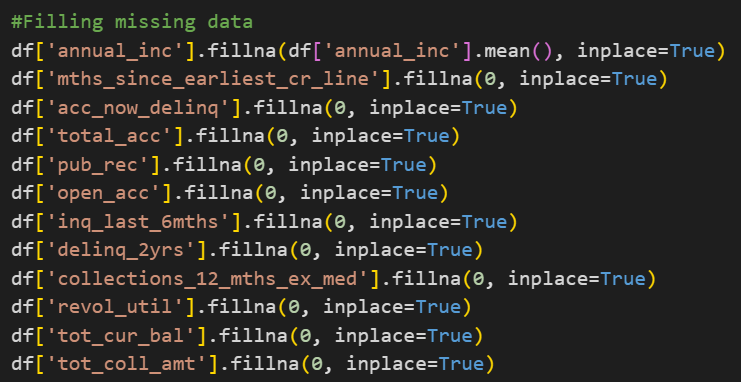 #Filling missing data
df['annual_inc'].fillna(df['annual_inc'].mean(), inplace=True)
df['mths_since_earliest_cr_line'].fillna(0, inplace=True)
df['acc_now_delinq'].fillna(0, inplace=True)
df['total_acc'].fillna(0, inplace=True)
df['pub_rec'].fillna(0, inplace=True)
df['open_acc'].fillna(0, inplace=True)
df['inq_last_6mths'].fillna(0, inplace=True)
df['delinq_2yrs'].fillna(0, inplace=True)
df['collections_12_mths_ex_med'].fillna(0, inplace=True)
df['revol_util'].fillna(0, inplace=True)
df['tot_cur_bal'].fillna(0, inplace=True)
df['tot_coll_amt'].fillna(0, inplace=True)